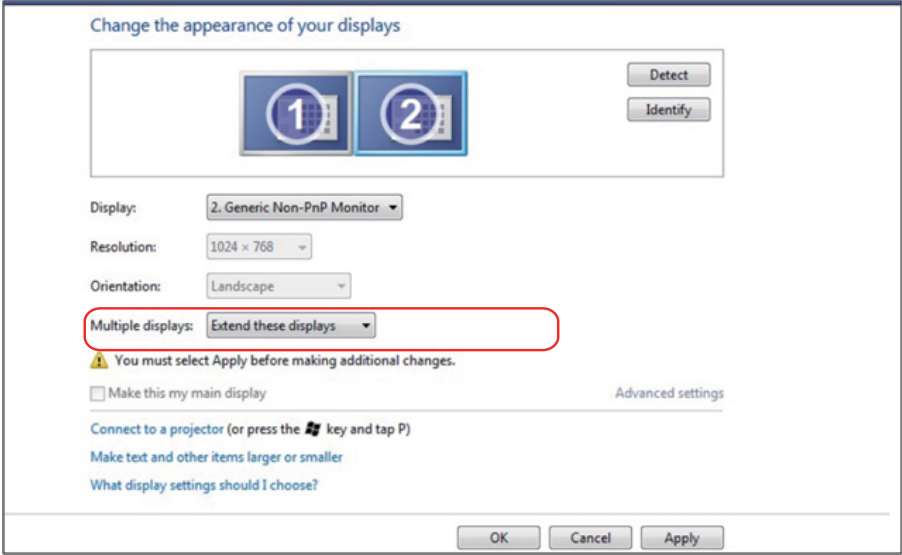 Change the appearance of your displays
1 2
Detect
Identify
Display: 2. Generic Non-PnP Monitor
Resolution: 1024 × 768
Orientation: Landscape
Multiple displays: Extend these displays
You must select Apply before making additional changes.
Make this my main display Advanced settings
Connect to a projector (or press the key and tap P)
Make text and other items larger or smaller
What display settings should I choose?
OK Cancel Apply